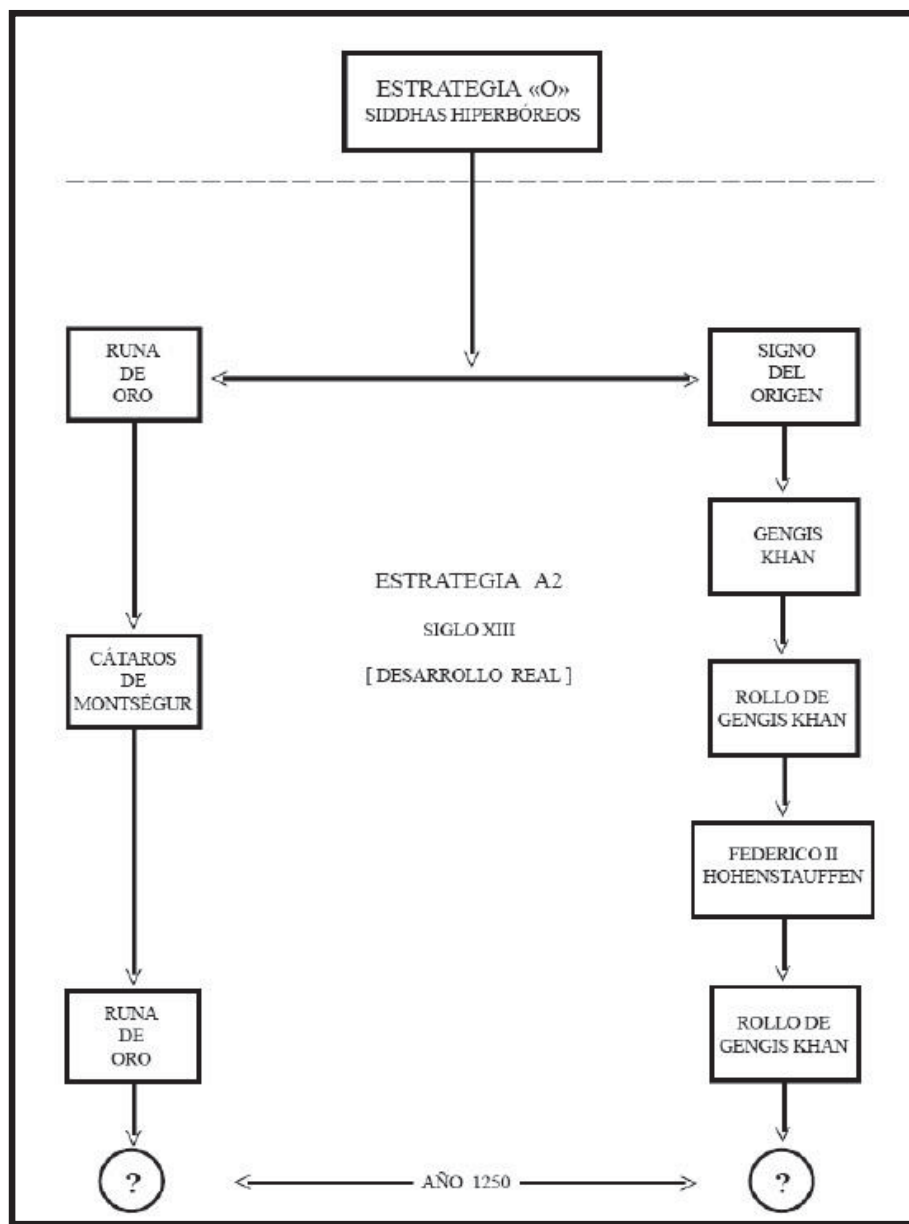 ESTRATEGIA «O»
SIDDHAS HIPERBÓREOS
RUNA
DE
ORO
SIGNO
DEL
ORIGEN
GENGIS
KHAN
ESTRATEGIA A2
SIGLO XIII
[ DESARROLLO REAL ]
CÁTAROS
DE
MONTSÉGUR
ROLLO DE
GENGIS KHAN
FEDERICO II
HOHENSTAUFFEN
RUNA
DE
ORO
ROLLO DE
GENGIS KHAN
?
AÑO 1250
?